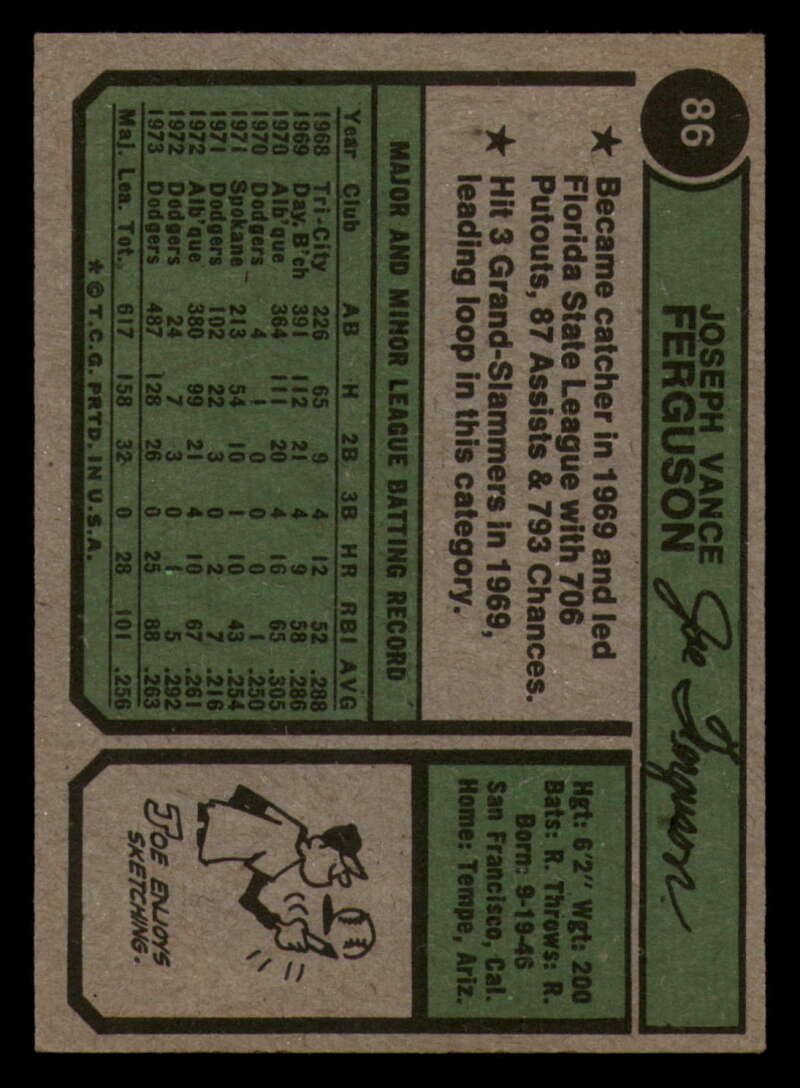 86
JOSEPH VANCE
FERGUSON
Joe Ferguson
★ Became catcher in 1969 and led
Florida State League with 706
Putouts, 87 Assists & 793 Chances.
★ Hit 3 Grand-Slammers in 1969,
leading loop in this category.
MAJOR AND MINOR LEAGUE BATTING RECORD
Year Club AB H 2B 3B HR RBI AVG
1968 Tri-City 226 65 9 4 12 52 .288
1969 Day. B'ch 391 112 21 4 9 58 .286
1970 Alb'que 364 111 20 4 16 65 .305
1970 Dodgers 4 1 0 0 0 1 .250
1971 Spokane 213 54 10 1 10 43 .254
1971 Dodgers 102 22 3 0 2 7 .216
1972 Alb'que 380 99 21 4 10 67 .261
1972 Dodgers 24 7 3 0 1 5 .292
1973 Dodgers 487 128 26 0 25 88 .263
Maj. Lea. Tot. 617 158 32 0 28 101 .256
* © T.C.G. PRTD. IN U.S.A.
Hgt: 6'2" Wgt: 200
Bats: R. Throws: R.
Born: 9-19-46
San Francisco, Cal.
Home: Tempe, Ariz.
JOE ENJOYS
SKETCHING.